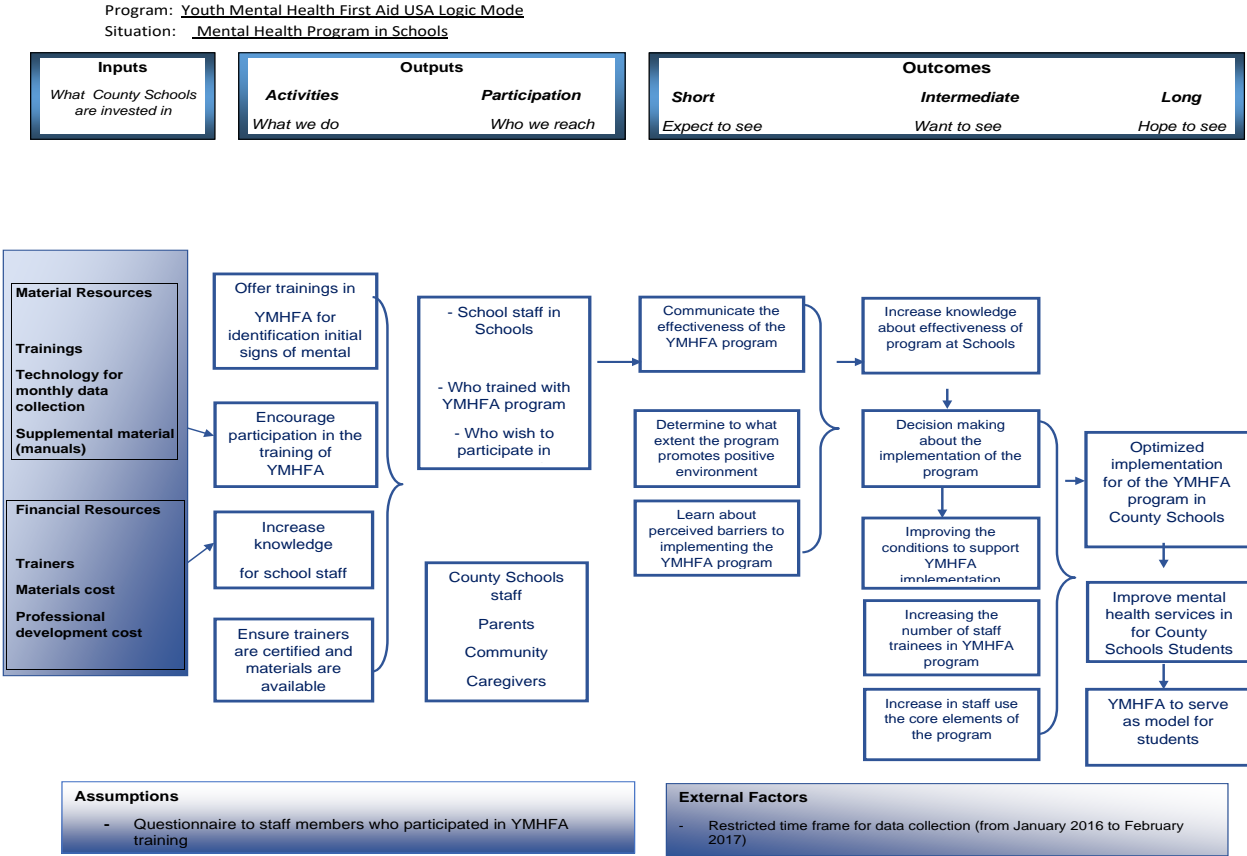 Program: Youth Mental Health First Aid USA Logic Mode
Situation: Mental Health Program in Schools
Inputs
What County Schools
are invested in
Outputs
Activities
Participation
What we do
Who we reach
Outcomes
Short
Intermediate
Long
Expect to see
Want to see
Hope to see
Material Resources
Trainings
Technology for
monthly data
collection
Supplemental material
(manuals)
Financial Resources
Trainers
Materials cost
Professional
development cost
Offer trainings in
YMHFA for
identification initial
signs of mental
Encourage
participation in the
training of
YMHFA
Increase
knowledge
for school staff
Ensure trainers
are certified and
materials are
available
- School staff in
Schools
- Who trained with
YMHFA program
- Who wish to
participate in
County Schools
staff
Parents
Community
Caregivers
Communicate the
effectiveness of the
YMHFA program
Determine to what
extent the program
promotes positive
environment
Learn about
perceived barriers to
implementing the
YMHFA program
Increase knowledge
about effectiveness of
program at Schools
Decision making
about the
implementation of the
program
Improving the
conditions to support
YMHFA
implementation
Increasing the
number of staff
trainees in YMHFA
program
Increase in staff use
the core elements of
the program
Optimized
implementation
for of the YMHFA
program in
County Schools
Improve mental
health services in
for County
Schools Students
YMHFA to serve
as model for
students
Assumptions
- Questionnaire to staff members who participated in YMHFA
training
External Factors
- Restricted time frame for data collection (from January 2016 to February
2017)